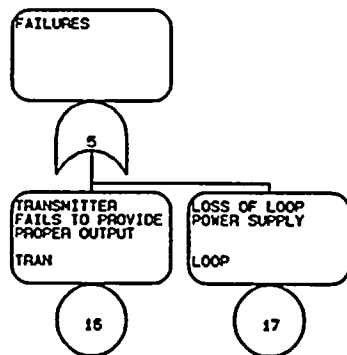 FAILURES
5
TRANSMITTER
FAILS TO PROVIDE
PROPER OUTPUT
TRAN
LOSS OF LOOP
POWER SUPPLY
LOOP
16
17